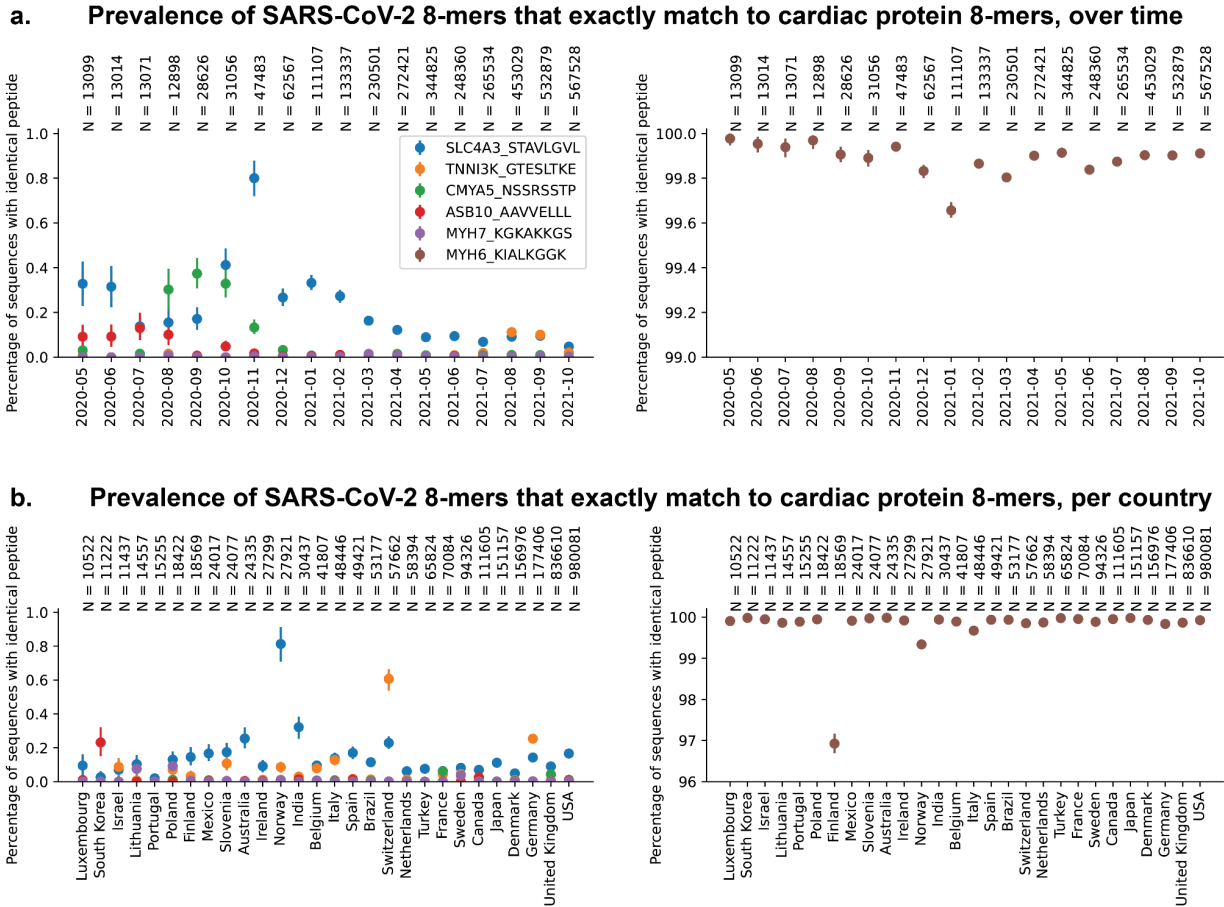 a. Prevalence of SARS-CoV-2 8-mers that exactly match to cardiac protein 8-mers, over time
N = 13099
N = 13014
N = 13071
N = 12898
N = 28626
N = 31056
N = 47483
N = 62567
N = 111107
N = 133337
N = 230501
N = 272421
N = 344825
N = 248360
N = 265534
N = 453029
N = 532879
N = 567528
Percentage of sequences with identical peptide
1.0
0.8
0.6
0.4
0.2
0.0
SLC4A3_STAVLGVL
TNNI3K_GTESLTKE
CMYA5_NSSRSSTP
ASB10_AAVVELLL
MYH7_KGKAKKGS
MYH6_KIALKGGK
2020-05
2020-06
2020-07
2020-08
2020-09
2020-10
2020-11
2020-12
2021-01
2021-02
2021-03
2021-04
2021-05
2021-06
2021-07
2021-08
2021-09
2021-10
N = 13099
N = 13014
N = 13071
N = 12898
N = 28626
N = 31056
N = 47483
N = 62567
N = 111107
N = 133337
N = 230501
N = 272421
N = 344825
N = 248360
N = 265534
N = 453029
N = 532879
N = 567528
Percentage of sequences with identical peptide
100.0
99.8
99.6
99.4
99.2
99.0
2020-05
2020-06
2020-07
2020-08
2020-09
2020-10
2020-11
2020-12
2021-01
2021-02
2021-03
2021-04
2021-05
2021-06
2021-07
2021-08
2021-09
2021-10
b. Prevalence of SARS-CoV-2 8-mers that exactly match to cardiac protein 8-mers, per country
N = 10522
N = 11222
N = 11437
N = 14557
N = 15255
N = 18422
N = 18569
N = 24017
N = 24077
N = 24335
N = 27299
N = 27921
N = 30437
N = 41807
N = 48446
N = 49421
N = 53177
N = 57662
N = 58394
N = 65824
N = 70084
N = 94326
N = 111605
N = 151157
N = 156976
N = 177406
N = 836610
N = 980081
Percentage of sequences with identical peptide
1.0
0.8
0.6
0.4
0.2
0.0
Luxembourg
South Korea
Israel
Lithuania
Portugal
Poland
Finland
Mexico
Slovenia
Australia
Ireland
Norway
India
Belgium
Italy
Spain
Brazil
Switzerland
Netherlands
Turkey
France
Sweden
Canada
Japan
Denmark
Germany
United Kingdom
USA
N = 10522
N = 11222
N = 11437
N = 14557
N = 15255
N = 18422
N = 18569
N = 24017
N = 24077
N = 24335
N = 27299
N = 27921
N = 30437
N = 41807
N = 48446
N = 49421
N = 53177
N = 57662
N = 58394
N = 65824
N = 70084
N = 94326
N = 111605
N = 151157
N = 156976
N = 177406
N = 836610
N = 980081
Percentage of sequences with identical peptide
100
99
98
97
96
Luxembourg
South Korea
Israel
Lithuania
Portugal
Poland
Finland
Mexico
Slovenia
Australia
Ireland
Norway
India
Belgium
Italy
Spain
Brazil
Switzerland
Netherlands
Turkey
France
Sweden
Canada
Japan
Denmark
Germany
United Kingdom
USA